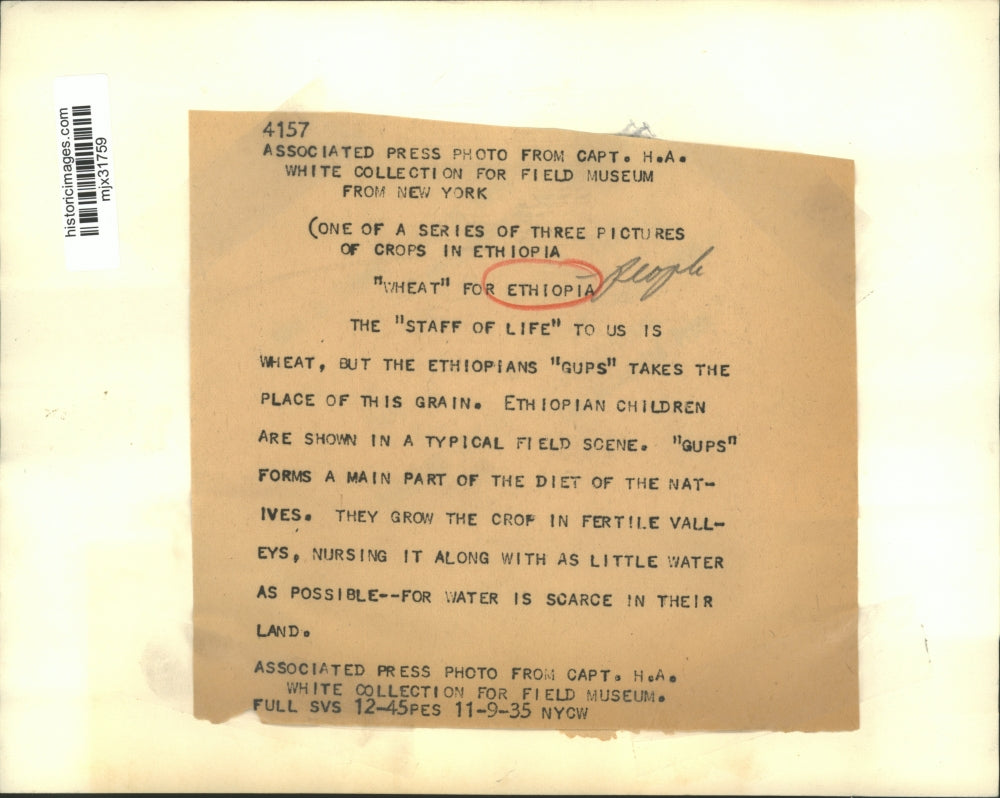 historicimages.com
mjx31759
4157
ASSOCIATED PRESS PHOTO FROM CAPT. H.A.
WHITE COLLECTION FOR FIELD MUSEUM
FROM NEW YORK
(ONE OF A SERIES OF THREE PICTURES
OF CROPS IN ETHIOPIA
"WHEAT" FOR ETHIOPIA People
THE "STAFF OF LIFE" TO US IS
WHEAT, BUT THE ETHIOPIANS "GUPS" TAKES THE
PLACE OF THIS GRAIN. ETHIOPIAN CHILDREN
ARE SHOWN IN A TYPICAL FIELD SCENE. "GUPS"
FORMS A MAIN PART OF THE DIET OF THE NAT-
IVES. THEY GROW THE CROP IN FERTILE VALL-
EYS, NURSING IT ALONG WITH AS LITTLE WATER
AS POSSIBLE--FOR WATER IS SCARCE IN THEIR
LAND.
ASSOCIATED PRESS PHOTO FROM CAPT. H.A.
WHITE COLLECTION FOR FIELD MUSEUM.
FULL SVS 12-45PES 11-9-35 NYCW